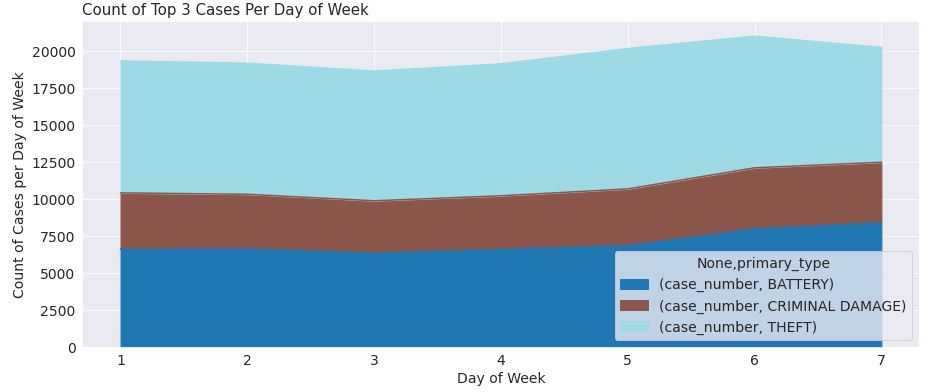 Count of Top 3 Cases Per Day of Week
20000
17500
15000
12500
10000
7500
5000
2500
0
Count of Cases per Day of Week
None,primary_type
(case_number, BATTERY)
(case_number, CRIMINAL DAMAGE)
(case_number, THEFT)
1 2 3 4 5 6 7
Day of Week